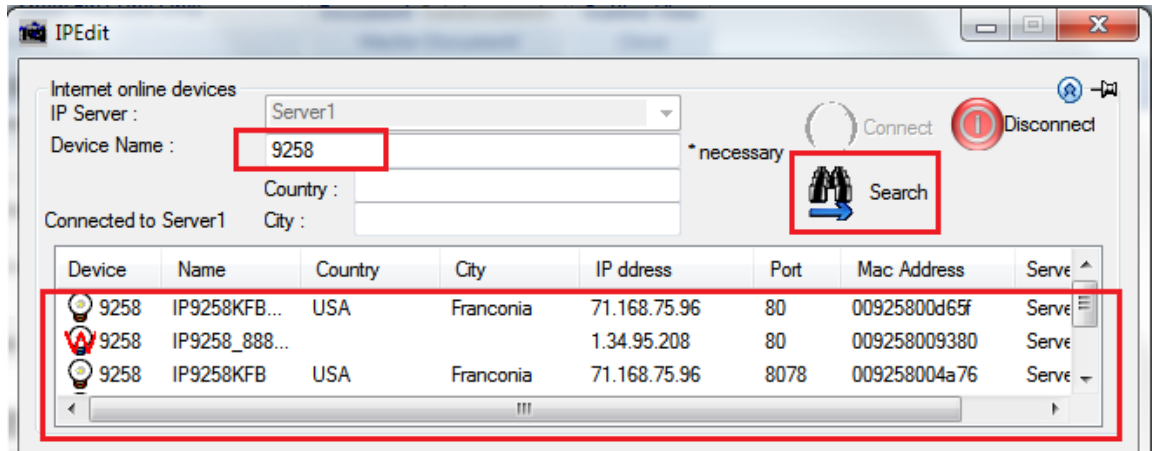 IPEdit
Internet online devices
IP Server : Server1
Connect Disconnect
Device Name : 9258 * necessary
Search
Country :
Connected to Server1 City :
Device Name Country City IP ddress Port Mac Address Serve
9258 IP9258KFB... USA Franconia 71.168.75.96 80 00925800d65f Serve
9258 IP9258_888... 1.34.95.208 80 009258009380 Serve
9258 IP9258KFB USA Franconia 71.168.75.96 8078 009258004a76 Serve